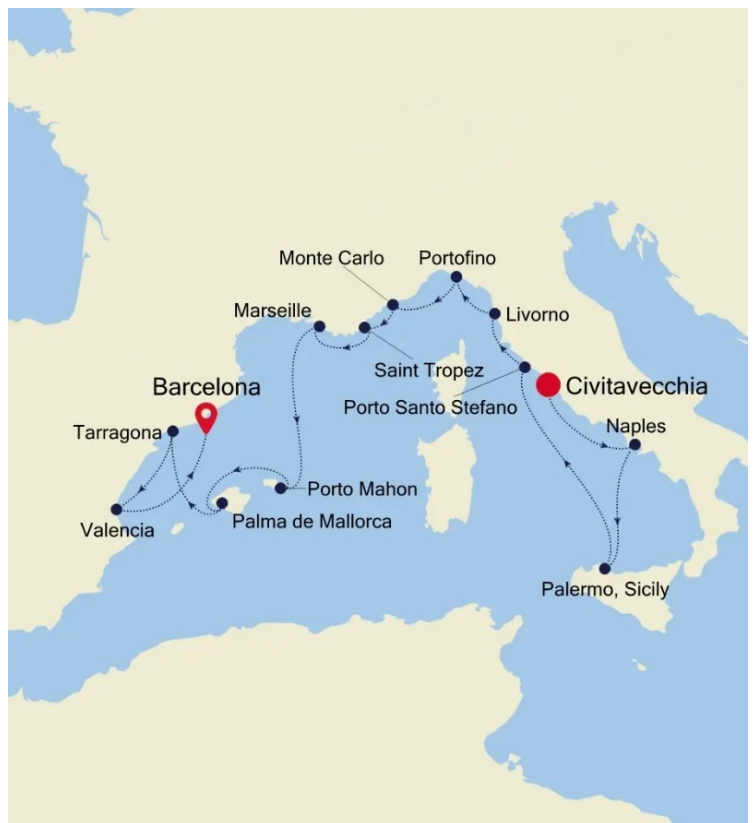 Monte Carlo
Portofino
Marseille
Livorno
Saint Tropez
Barcelona
Civitavecchia
Porto Santo Stefano
Tarragona
Naples
Porto Mahon
Palma de Mallorca
Valencia
Palermo, Sicily